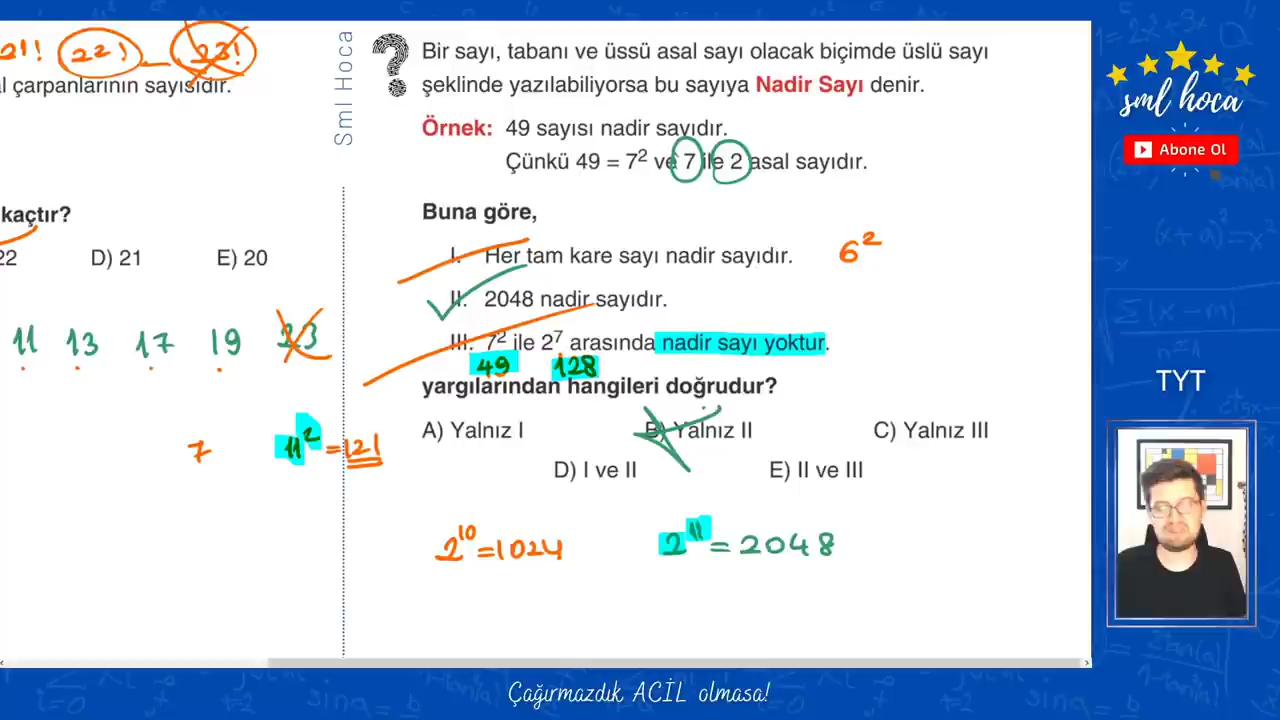 21! 22! 23!
l çarpanlarının sayısıdır.
kaçtır?
22 D) 21 E) 20
11 13 17 19 23
7 11² = 121
Sml Hoca
Bir sayı, tabanı ve üssü asal sayı olacak biçimde üslü sayı
şeklinde yazılabiliyorsa bu sayıya Nadir Sayı denir.
Örnek: 49 sayısı nadir sayıdır.
Çünkü 49 = 7² ve 7 ile 2 asal sayıdır.
Buna göre,
I. Her tam kare sayı nadir sayıdır. 6²
II. 2048 nadir sayıdır.
III. 7² ile 2⁷ arasında nadir sayı yoktur.
49 128
yargılarından hangileri doğrudur?
A) Yalnız I B) Yalnız II C) Yalnız III
D) I ve II E) II ve III
2¹⁰ = 1024 2¹¹ = 2048
sml hoca
Abone Ol
TYT
Çağırmazdık ACİL olmasa!